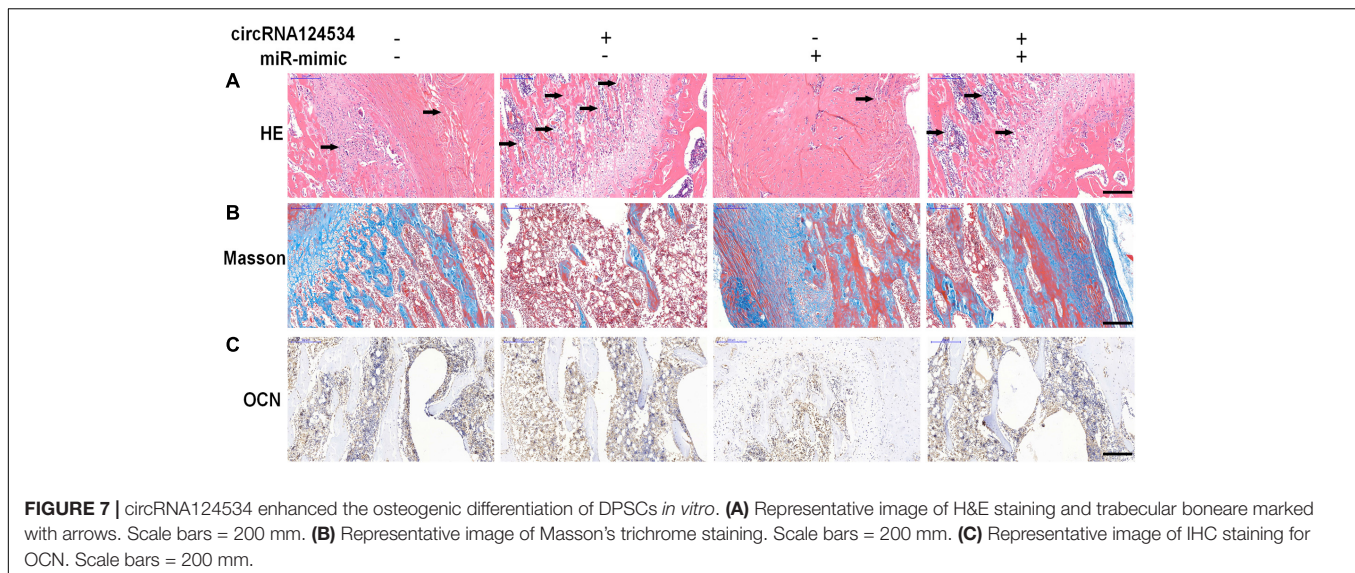 circRNA124534 - + - +
miR-mimic - - + +
A
HE
B
Masson
C
OCN
FIGURE 7 | circRNA124534 enhanced the osteogenic differentiation of DPSCs in vitro. (A) Representative image of H&E staining and trabecular boneare marked
with arrows. Scale bars = 200 mm. (B) Representative image of Masson's trichrome staining. Scale bars = 200 mm. (C) Representative image of IHC staining for
OCN. Scale bars = 200 mm.